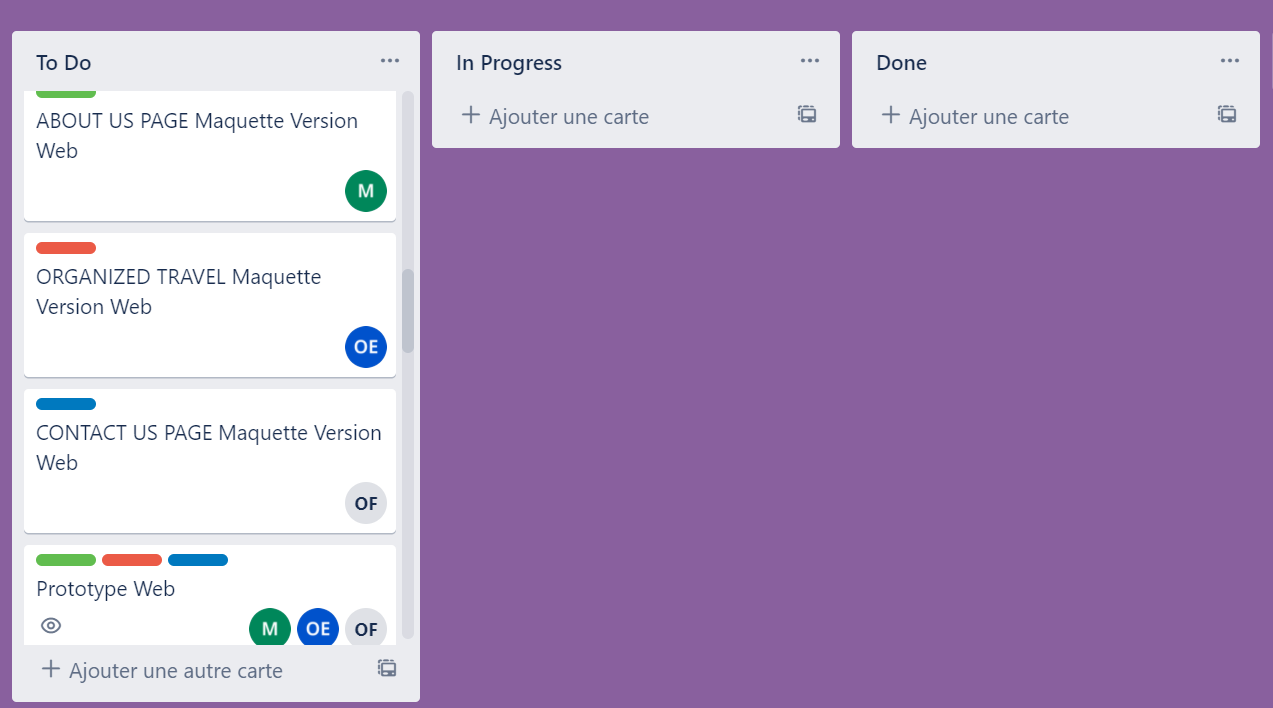 To Do
ABOUT US PAGE Maquette Version
Web
M
ORGANIZED TRAVEL Maquette
Version Web
OE
CONTACT US PAGE Maquette Version
Web
OF
Prototype Web
M OE OF
+ Ajouter une autre carte
In Progress
+ Ajouter une carte
Done
+ Ajouter une carte